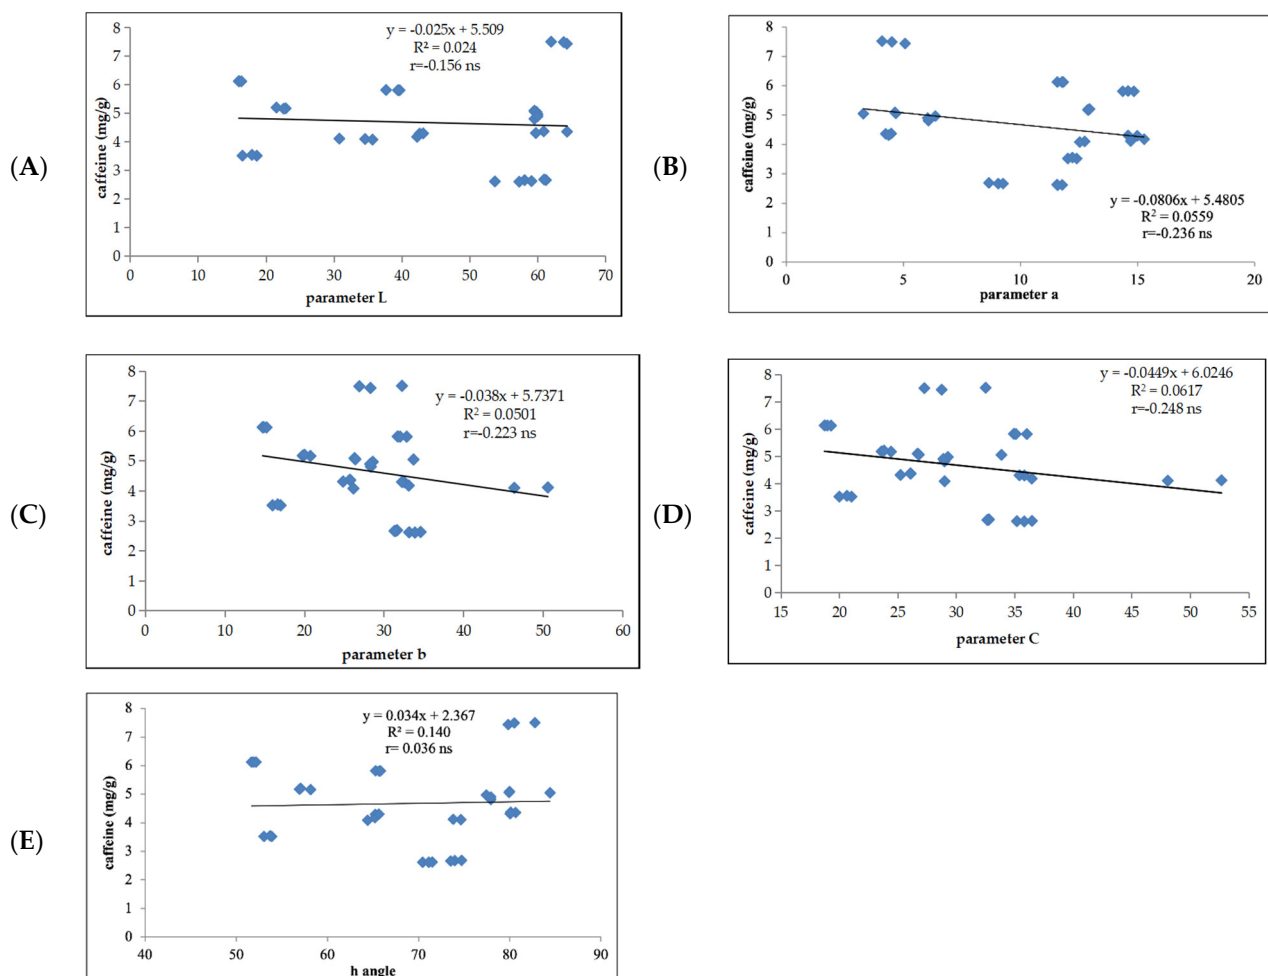 (A)
y = -0.025x + 5.509
R² = 0.024
r=-0.156 ns
caffeine (mg/g)
8
7
6
5
4
3
2
1
0
0 10 20 30 40 50 60 70
parameter L
(B)
y = -0.0806x + 5.4805
R² = 0.0559
r=-0.236 ns
caffeine (mg/g)
8
7
6
5
4
3
2
1
0
0 5 10 15 20
parameter a
(C)
y = -0.038x + 5.7371
R² = 0.0501
r=-0.223 ns
caffeine (mg/g)
8
7
6
5
4
3
2
1
0
0 10 20 30 40 50 60
parameter b
(D)
y = -0.0449x + 6.0246
R² = 0.0617
r=-0.248 ns
caffeine (mg/g)
8
7
6
5
4
3
2
1
0
15 20 25 30 35 40 45 50 55
parameter C
(E)
y = 0.034x + 2.367
R² = 0.140
r= 0.036 ns
caffeine (mg/g)
8
7
6
5
4
3
2
1
0
40 50 60 70 80 90
h angle